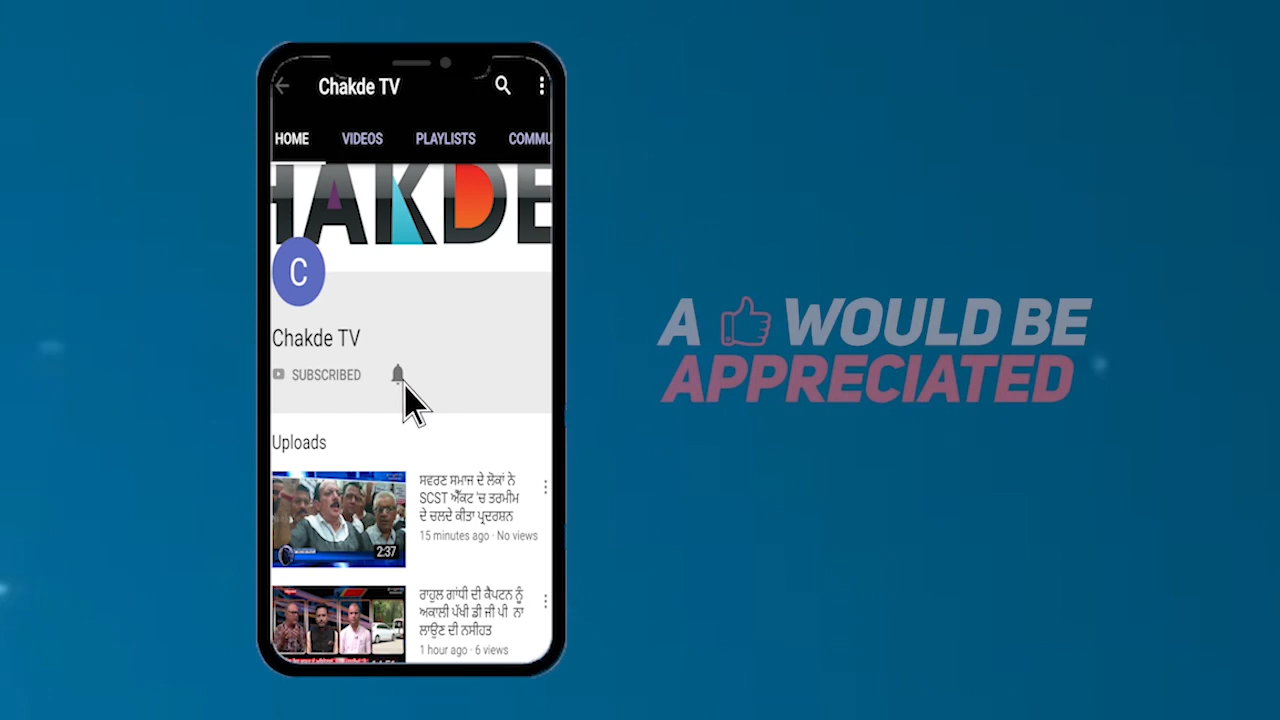 Chakde TV
HOME VIDEOS PLAYLISTS COMMU
HAKDE
C
Chakde TV
SUBSCRIBED
Uploads
ਸਵਰਣ ਸਮਾਜ ਦੇ ਲੋਕਾਂ ਨੇ
SCST ਐੱਕਟ 'ਚ ਤਰਮੀਮ
ਦੇ ਚਲਦੇ ਕੀਤਾ ਪ੍ਰਦਰਸ਼ਨ
15 minutes ago · No views
2:37
ਰਾਹੁਲ ਗਾਂਧੀ ਦੀ ਕੈਪਟਨ ਨੂੰ
ਅਕਾਲੀ ਪੱਖੀ ਡੀ ਜੀ ਪੀ ਨਾ
ਲਾਉਣ ਦੀ ਨਸੀਹਤ
1 hour ago · 6 views
A WOULD BE
APPRECIATED